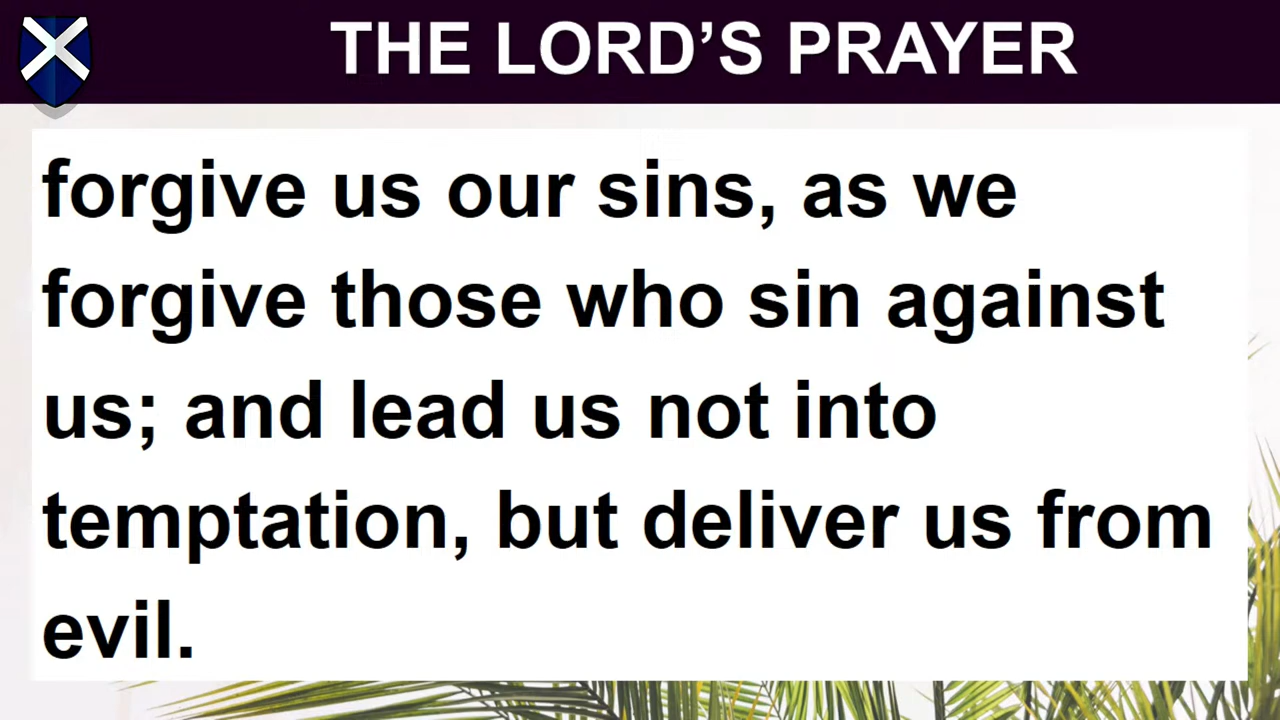 THE LORD’S PRAYER
forgive us our sins, as we
forgive those who sin against
us; and lead us not into
temptation, but deliver us from
evil.